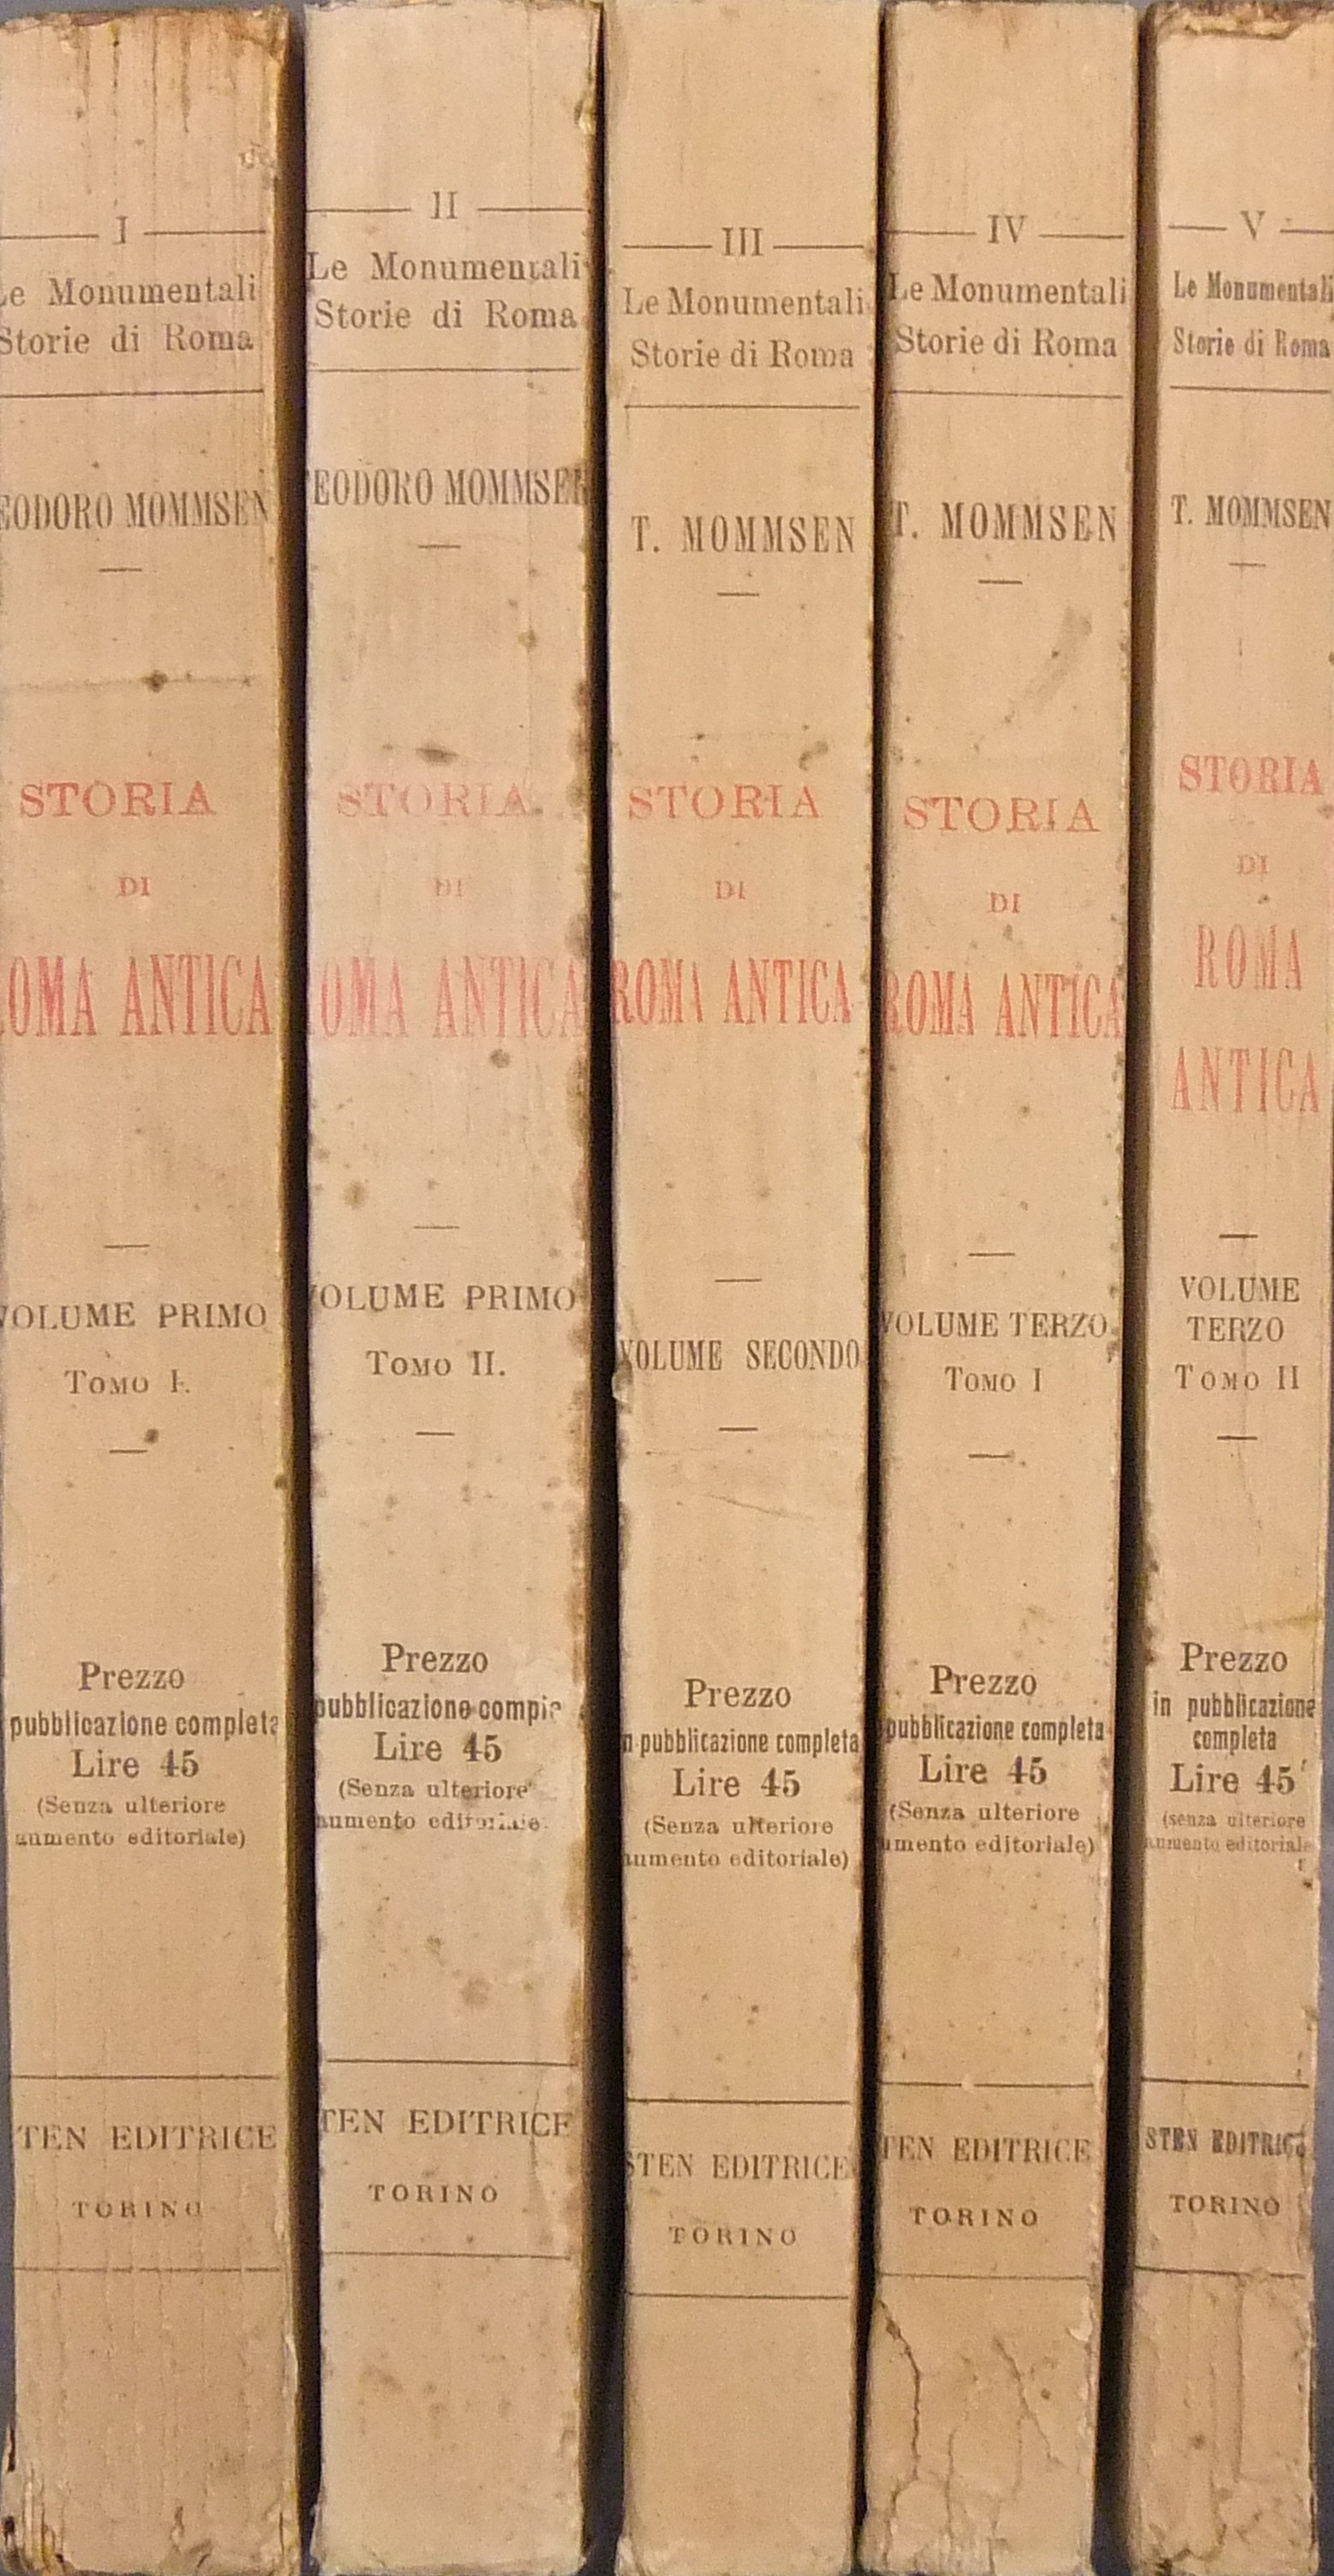 I
Le Monumentali
Storie di Roma
EODORO MOMMSEN
STORIA
DI
ROMA ANTICA
VOLUME PRIMO
TOMO I.
Prezzo
pubblicazione completa
Lire 45
(Senza ulteriore
aumento editoriale)
TEN EDITRICE
TORINO
II
Le Monumentali
Storie di Roma
TEODORO MOMMSEN
STORIA
DI
ROMA ANTICA
VOLUME PRIMO
TOMO II.
Prezzo
pubblicazione comple
Lire 45
(Senza ulteriore
aumento editoriale
TEN EDITRICE
TORINO
III
Le Monumentali
Storie di Roma
T. MOMMSEN
STORIA
DI
ROMA ANTICA
VOLUME SECONDO
Prezzo
n pubblicazione completa
Lire 45
(Senza ulteriore
aumento editoriale)
STEN EDITRICE
TORINO
IV
Le Monumentali
Storie di Roma
T. MOMMSEN
STORIA
DI
ROMA ANTICA
VOLUME TERZO
TOMO I
Prezzo
pubblicazione completa
Lire 45
(Senza ulteriore
umento editoriale)
TEN EDITRICE
TORINO
V
Le Monumentali
Storie di Roma
T. MOMMSEN
STORIA
DI
ROMA
ANTICA
VOLUME
TERZO
TOMO II
Prezzo
in pubblicazione
completa
Lire 45
(senza ulteriore
aumento editoriale
STEN EDITRICE
TORINO